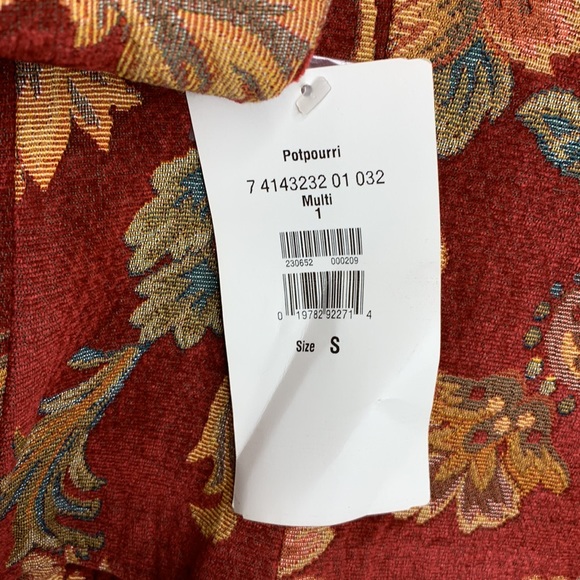 Potpourri
7 4143232 01 032
Multi
1
230652 000209
0 19782 92271 4
Size S